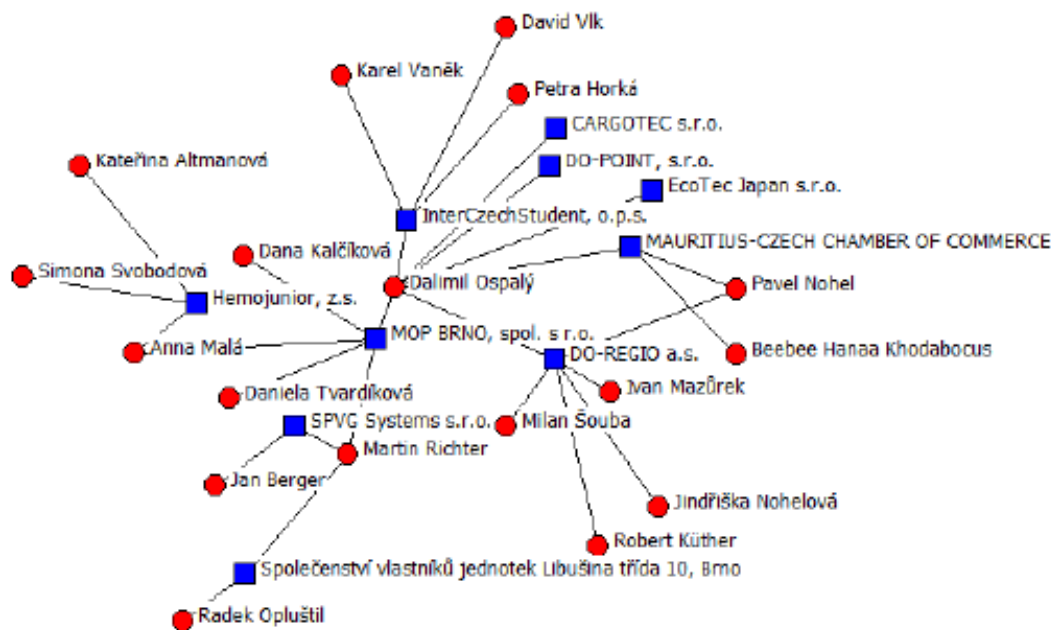 David Vlk
Karel Vaněk
Petra Horká
CARGOTEC s.r.o.
Kateřina Altmanová
DO-POINT, s.r.o.
EcoTec Japan s.r.o.
InterCzechStudent, o.p.s.
MAURITIUS-CZECH CHAMBER OF COMMERCE
Dana Kalčíková
Simona Svobodová
Dalimil Ospalý
Pavel Nohel
Hemojunior, z.s.
MOP BRNO, spol. s r.o.
Anna Malá
DO-REGIO a.s.
Beebee Hanaa Khodabocus
Daniela Tvardíková
Ivan Mazůrek
SPVG Systems s.r.o.
Milan Šouba
Martin Richter
Jan Berger
Jindřiška Nohelová
Robert Küther
Společenství vlastníků jednotek Libušina třída 10, Brno
Radek Opluštil